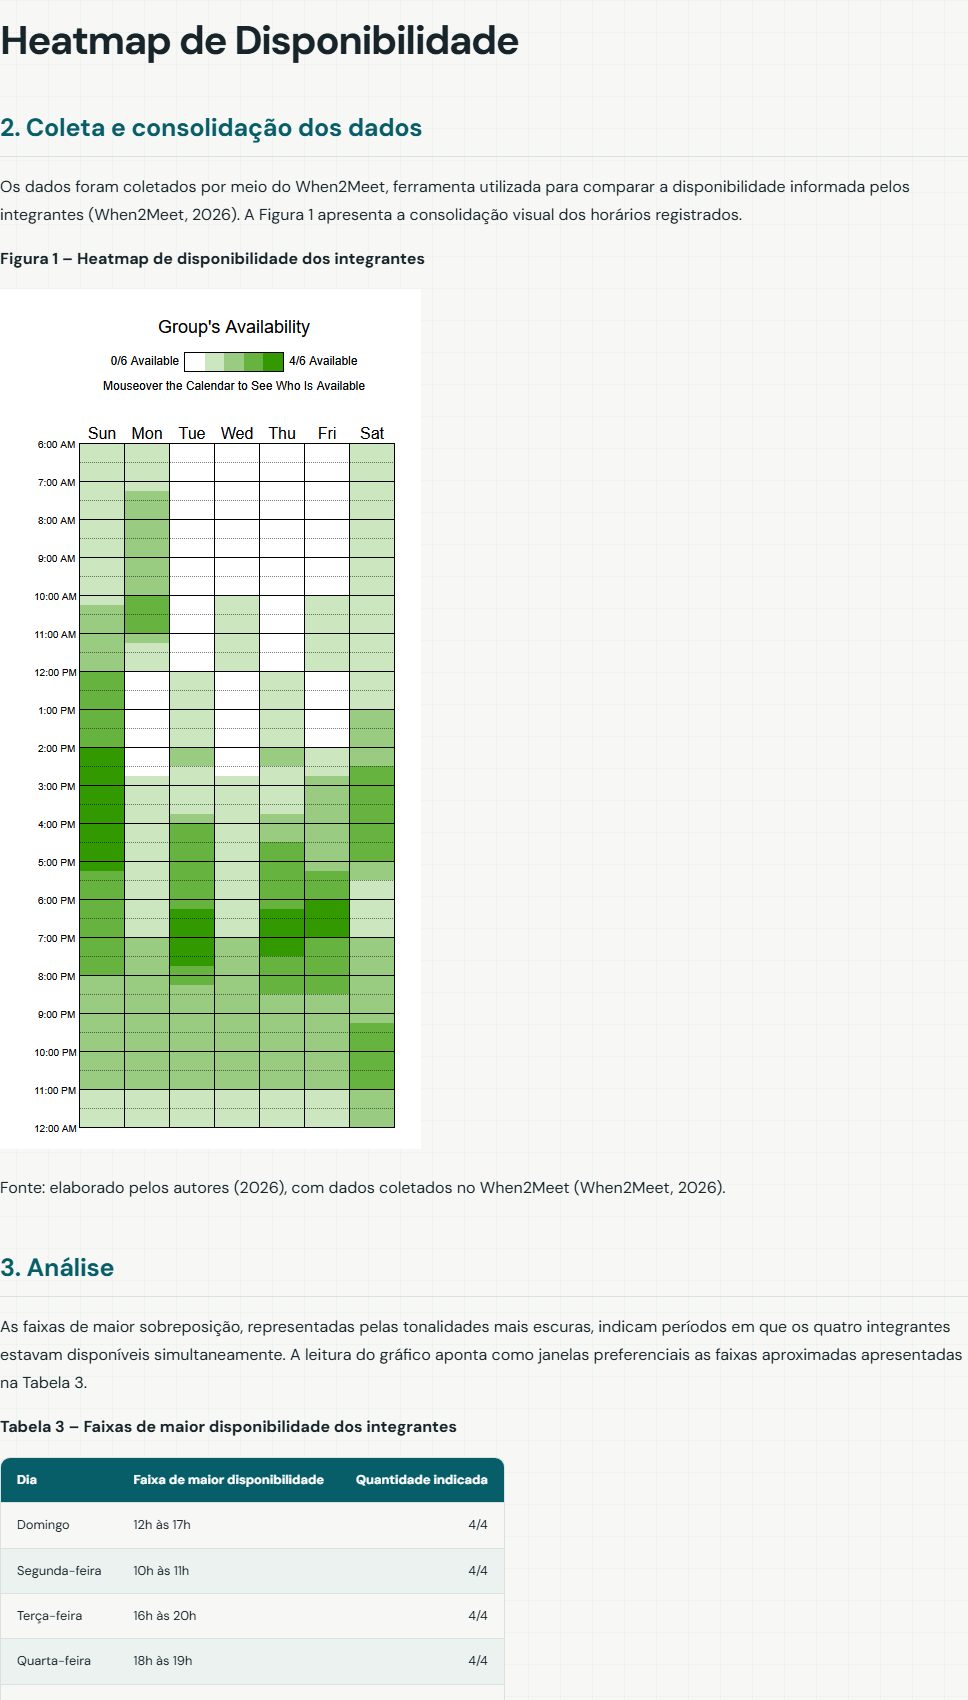 Heatmap de Disponibilidade
2. Coleta e consolidação dos dados
Os dados foram coletados por meio do When2Meet, ferramenta utilizada para comparar a disponibilidade informada pelos
integrantes (When2Meet, 2026). A Figura 1 apresenta a consolidação visual dos horários registrados.
Figura 1 – Heatmap de disponibilidade dos integrantes
Group's Availability
0/6 Available 4/6 Available
Mouseover the Calendar to See Who Is Available
Sun Mon Tue Wed Thu Fri Sat
6:00 AM
7:00 AM
8:00 AM
9:00 AM
10:00 AM
11:00 AM
12:00 PM
1:00 PM
2:00 PM
3:00 PM
4:00 PM
5:00 PM
6:00 PM
7:00 PM
8:00 PM
9:00 PM
10:00 PM
11:00 PM
12:00 AM
Fonte: elaborado pelos autores (2026), com dados coletados no When2Meet (When2Meet, 2026).
3. Análise
As faixas de maior sobreposição, representadas pelas tonalidades mais escuras, indicam períodos em que os quatro integrantes
estavam disponíveis simultaneamente. A leitura do gráfico aponta como janelas preferenciais as faixas aproximadas apresentadas
na Tabela 3.
Tabela 3 – Faixas de maior disponibilidade dos integrantes
Dia Faixa de maior disponibilidade Quantidade indicada
Domingo 12h às 17h 4/4
Segunda-feira 10h às 11h 4/4
Terça-feira 16h às 20h 4/4
Quarta-feira 18h às 19h 4/4